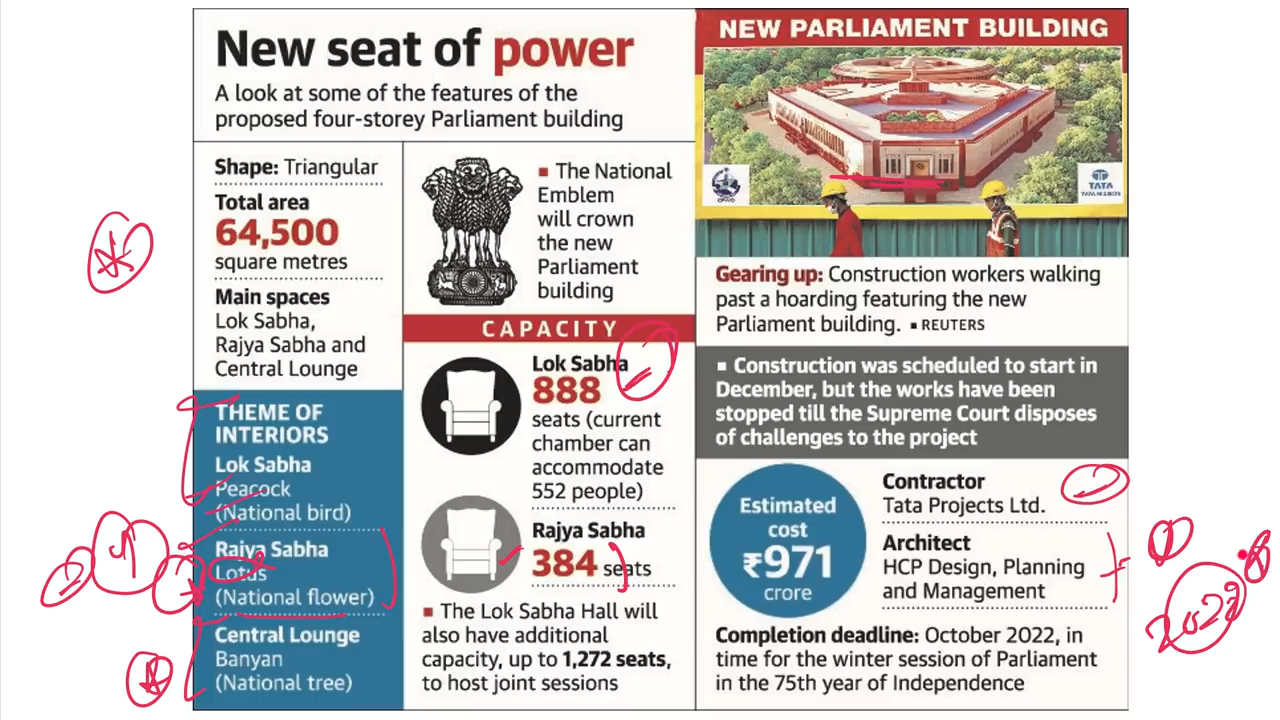 New seat of power
A look at some of the features of the
proposed four-storey Parliament building
Shape: Triangular
Total area
64,500
square metres
Main spaces
Lok Sabha,
Rajya Sabha and
Central Lounge
THEME OF
INTERIORS
Lok Sabha
Peacock
(National bird)
Rajya Sabha
Lotus
(National flower)
Central Lounge
Banyan
(National tree)
■ The National
Emblem
will crown
the new
Parliament
building
CAPACITY
Lok Sabha
888
seats (current
chamber can
accommodate
552 people)
Rajya Sabha
384 seats
■ The Lok Sabha Hall will
also have additional
capacity, up to 1,272 seats,
to host joint sessions
NEW PARLIAMENT BUILDING
TATA
Gearing up: Construction workers walking
past a hoarding featuring the new
Parliament building. ■ REUTERS
■ Construction was scheduled to start in
December, but the works have been
stopped till the Supreme Court disposes
of challenges to the project
Estimated
cost
₹971
crore
Contractor
Tata Projects Ltd.
Architect
HCP Design, Planning
and Management
Completion deadline: October 2022, in
time for the winter session of Parliament
in the 75th year of Independence